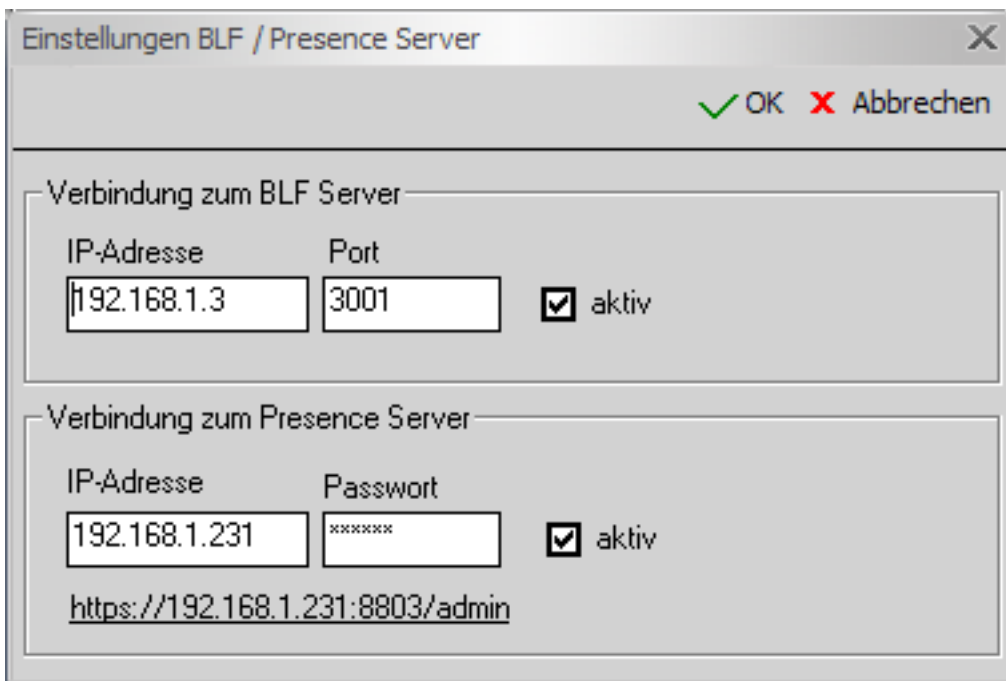 Einstellungen BLF / Presence Server
OK Abbrechen
Verbindung zum BLF Server
IP-Adresse Port
192.168.1.3 3001 aktiv
Verbindung zum Presence Server
IP-Adresse Passwort
192.168.1.231 ****** aktiv
https://192.168.1.231:8803/admin